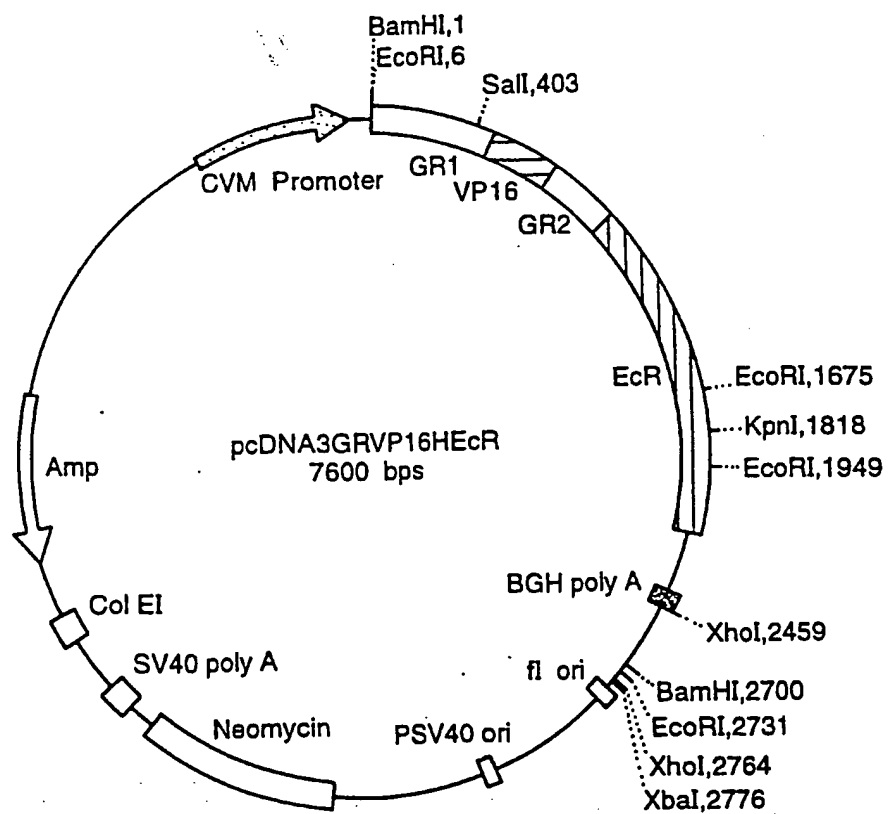 BamHI,1
EcoRI,6
SalI,403
GR1
CVM Promoter
VP16
GR2
EcR
EcoRI,1675
KpnI,1818
EcoRI,1949
pcDNA3GRVP16HEcR
7600 bps
Amp
BGH poly A
Col EI
XhoI,2459
SV40 poly A
fI ori
BamHI,2700
EcoRI,2731
Neomycin
PSV40 ori
XhoI,2764
XbaI,2776